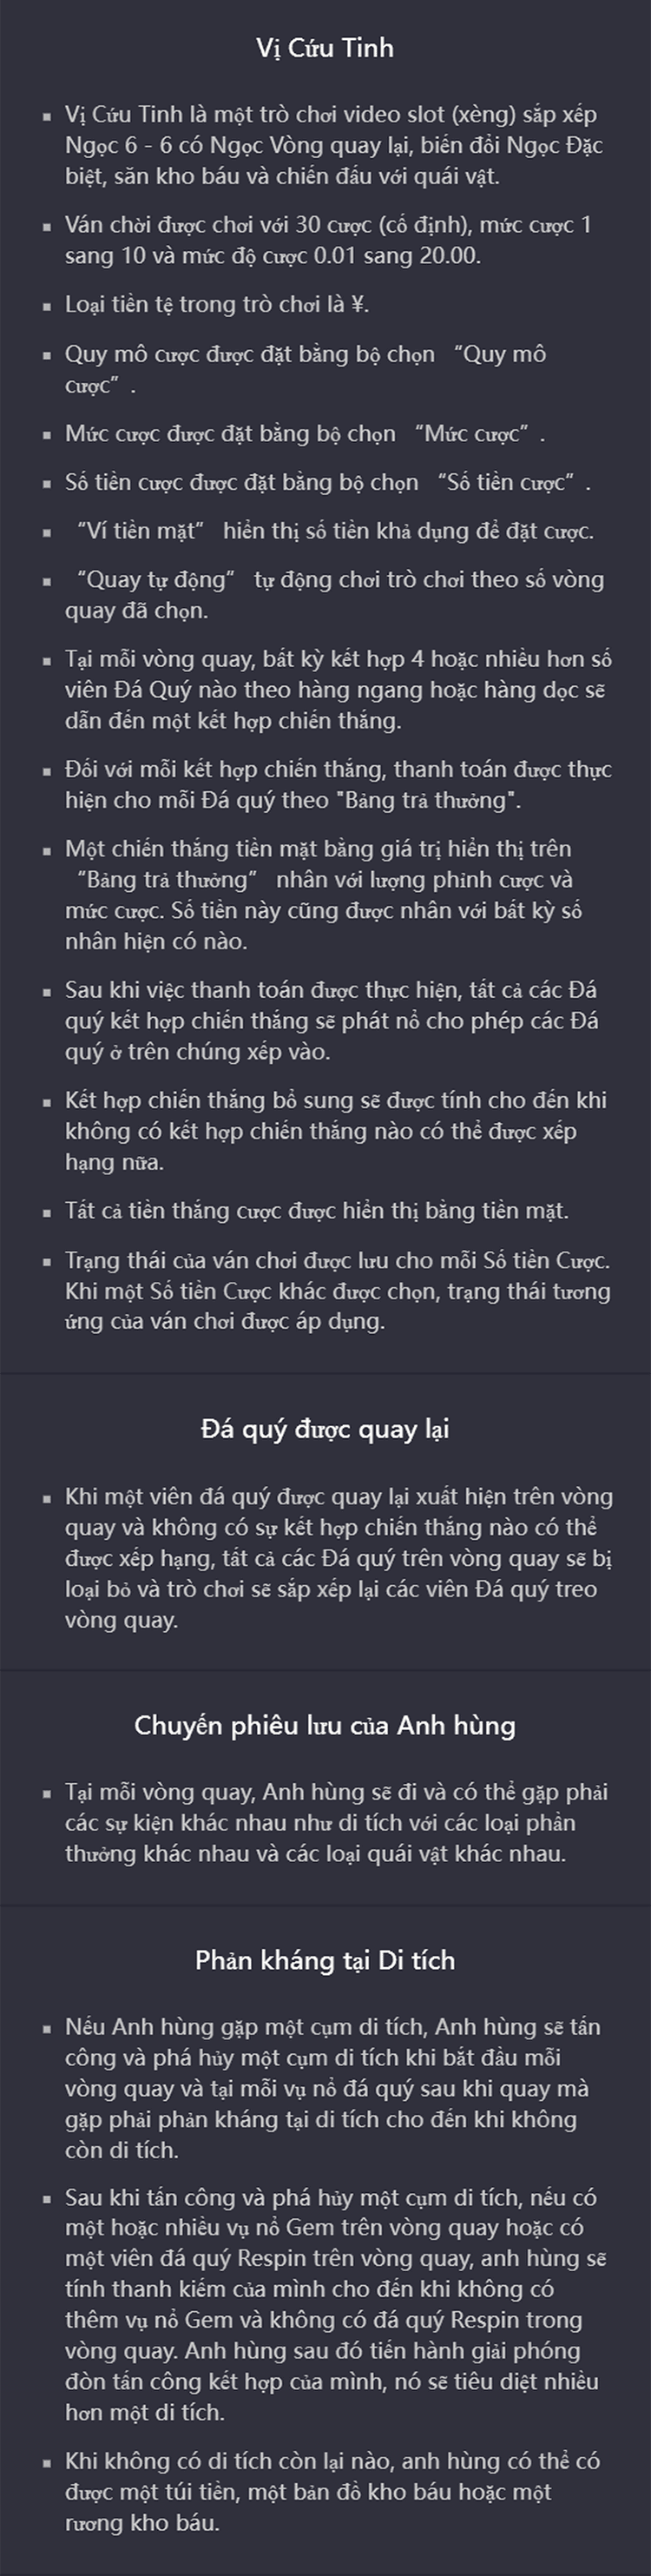 Vị Cứu Tinh
▪ Vị Cứu Tinh là một trò chơi video slot (xèng) sắp xếp
Ngọc 6 - 6 có Ngọc Vòng quay lại, biến đổi Ngọc Đặc
biệt, săn kho báu và chiến đấu với quái vật.
▪ Ván chời được chơi với 30 cược (cố định), mức cược 1
sang 10 và mức độ cược 0.01 sang 20.00.
▪ Loại tiền tệ trong trò chơi là ¥.
▪ Quy mô cược được đặt bằng bộ chọn “Quy mô
cược” .
▪ Mức cược được đặt bằng bộ chọn “Mức cược” .
▪ Số tiền cược được đặt bằng bộ chọn “Số tiền cược” .
▪ “Ví tiền mặt” hiển thị số tiền khả dụng để đặt cược.
▪ “Quay tự động” tự động chơi trò chơi theo số vòng
quay đã chọn.
▪ Tại mỗi vòng quay, bất kỳ kết hợp 4 hoặc nhiều hơn số
viên Đá Quý nào theo hàng ngang hoặc hàng dọc sẽ
dẫn đến một kết hợp chiến thắng.
▪ Đối với mỗi kết hợp chiến thắng, thanh toán được thực
hiện cho mỗi Đá quý theo "Bảng trả thưởng".
▪ Một chiến thắng tiền mặt bằng giá trị hiển thị trên
“Bảng trả thưởng” nhân với lượng phỉnh cược và
mức cược. Số tiền này cũng được nhân với bất kỳ số
nhân hiện có nào.
▪ Sau khi việc thanh toán được thực hiện, tất cả các Đá
quý kết hợp chiến thắng sẽ phát nổ cho phép các Đá
quý ở trên chúng xếp vào.
▪ Kết hợp chiến thắng bổ sung sẽ được tính cho đến khi
không có kết hợp chiến thắng nào có thể được xếp
hạng nữa.
▪ Tất cả tiền thắng cược được hiển thị bằng tiền mặt.
▪ Trạng thái của ván chơi được lưu cho mỗi Số tiền Cược.
Khi một Số tiền Cược khác được chọn, trạng thái tương
ứng của ván chơi được áp dụng.
Đá quý được quay lại
▪ Khi một viên đá quý được quay lại xuất hiện trên vòng
quay và không có sự kết hợp chiến thắng nào có thể
được xếp hạng, tất cả các Đá quý trên vòng quay sẽ bị
loại bỏ và trò chơi sẽ sắp xếp lại các viên Đá quý treo
vòng quay.
Chuyến phiêu lưu của Anh hùng
▪ Tại mỗi vòng quay, Anh hùng sẽ đi và có thể gặp phải
các sự kiện khác nhau như di tích với các loại phần
thưởng khác nhau và các loại quái vật khác nhau.
Phản kháng tại Di tích
▪ Nếu Anh hùng gặp một cụm di tích, Anh hùng sẽ tấn
công và phá hủy một cụm di tích khi bắt đầu mỗi
vòng quay và tại mỗi vụ nổ đá quý sau khi quay mà
gặp phải phản kháng tại di tích cho đến khi không
còn di tích.
▪ Sau khi tấn công và phá hủy một cụm di tích, nếu có
một hoặc nhiều vụ nổ Gem trên vòng quay hoặc có
một viên đá quý Respin trên vòng quay, anh hùng sẽ
tính thanh kiếm của mình cho đến khi không có
thêm vụ nổ Gem và không có đá quý Respin trong
vòng quay. Anh hùng sau đó tiến hành giải phóng
đòn tấn công kết hợp của mình, nó sẽ tiêu diệt nhiều
hơn một di tích.
▪ Khi không có di tích còn lại nào, anh hùng có thể có
được một túi tiền, một bản đồ kho báu hoặc một
rương kho báu.